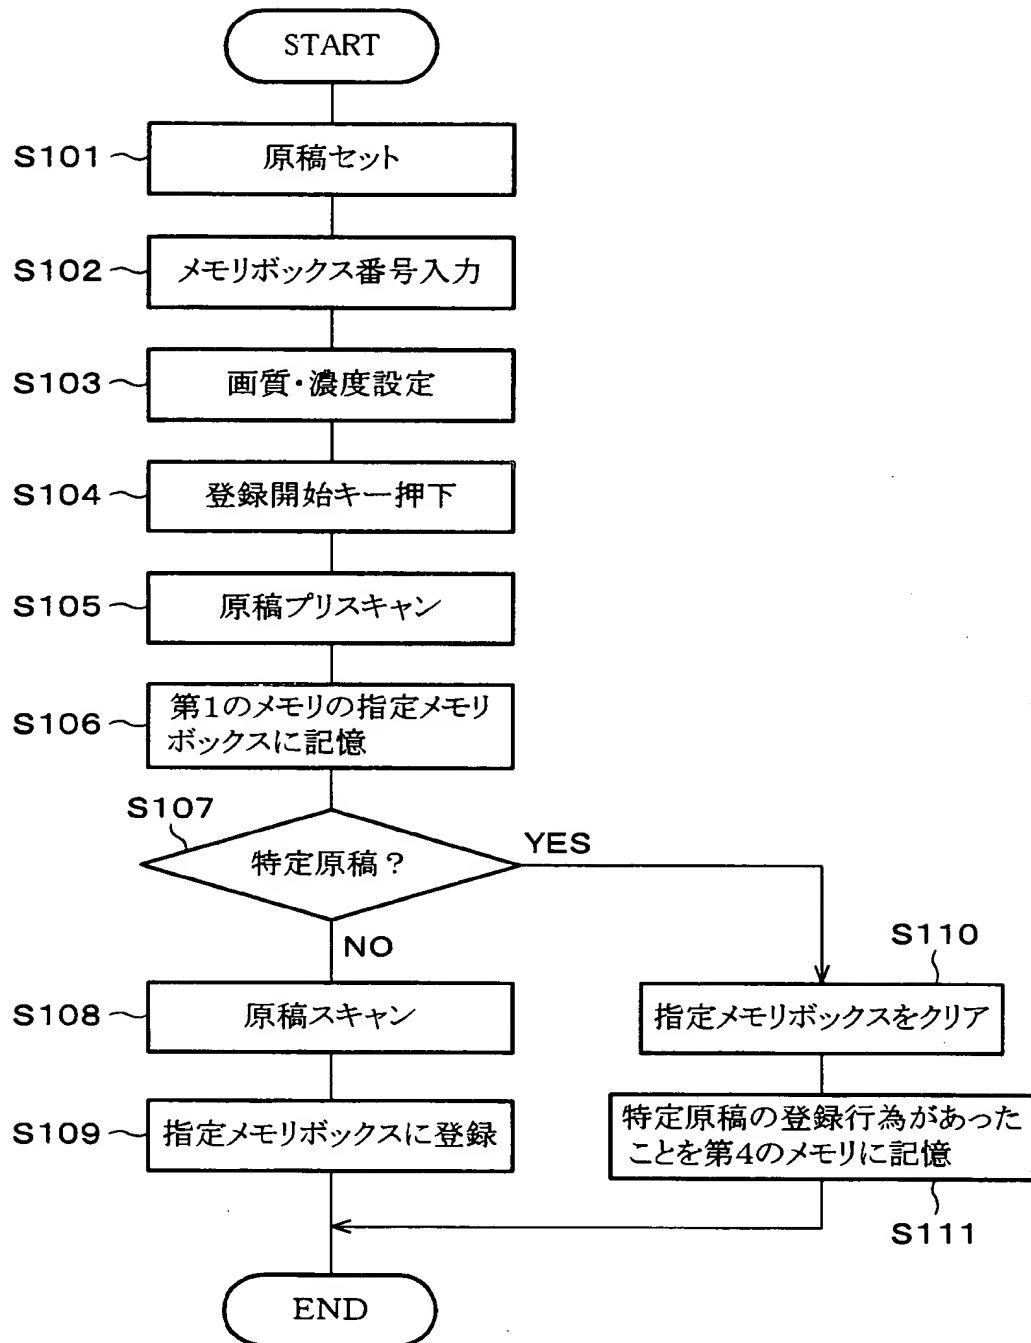 START
S101
原稿セット
S102
メモリボックス番号入力
S103
画質・濃度設定
S104
登録開始キー押下
S105
原稿プリスキャン
S106
第1のメモリの指定メモリ
ボックスに記憶
S107
特定原稿？
YES
NO
S108
原稿スキャン
S109
指定メモリボックスに登録
S110
指定メモリボックスをクリア
特定原稿の登録行為があった
ことを第4のメモリに記憶
S111
END